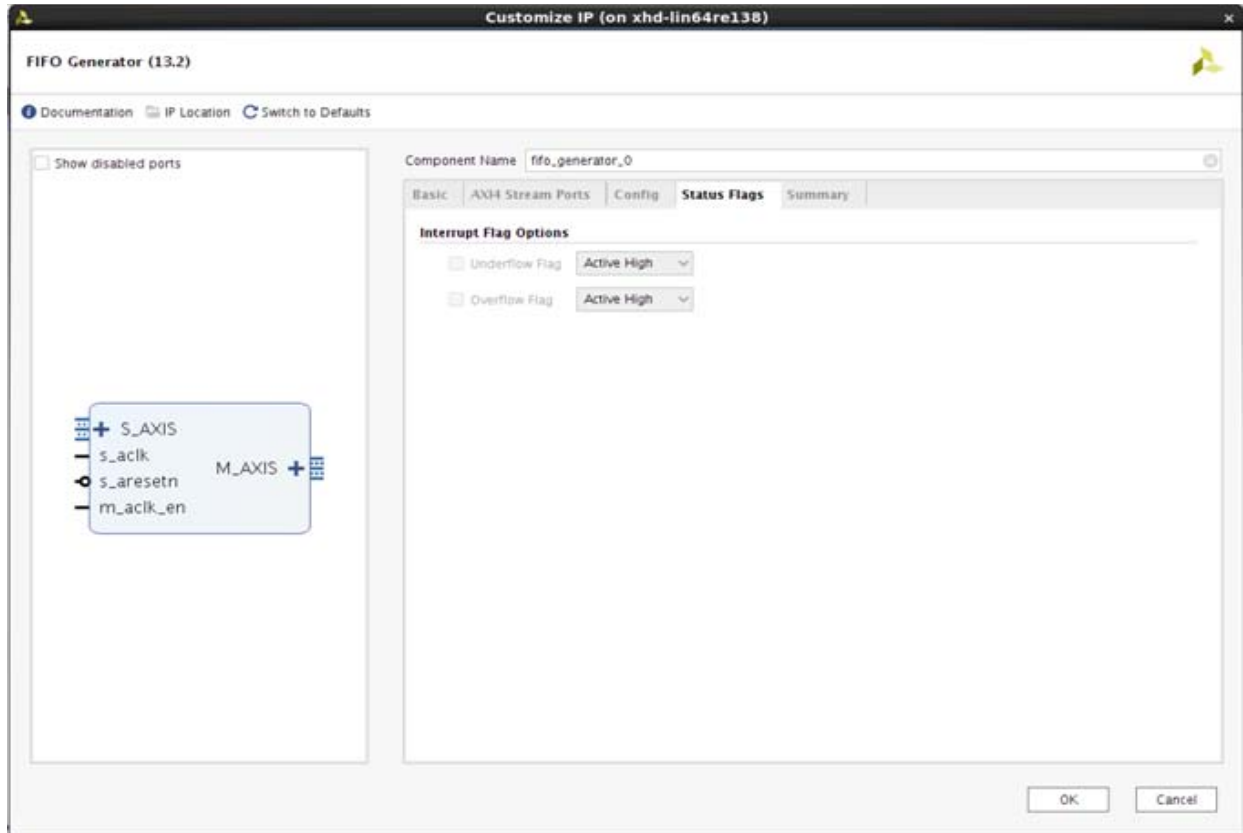 Customize IP (on xhd-lin64re138)
FIFO Generator (13.2)
Documentation IP Location Switch to Defaults
Show disabled ports
Component Name fifo_generator_0
Basic AXI4 Stream Ports Config Status Flags Summary
Interrupt Flag Options
Underflow Flag Active High
Overflow Flag Active High
S_AXIS
s_aclk
M_AXIS
s_aresetn
m_aclk_en
OK Cancel